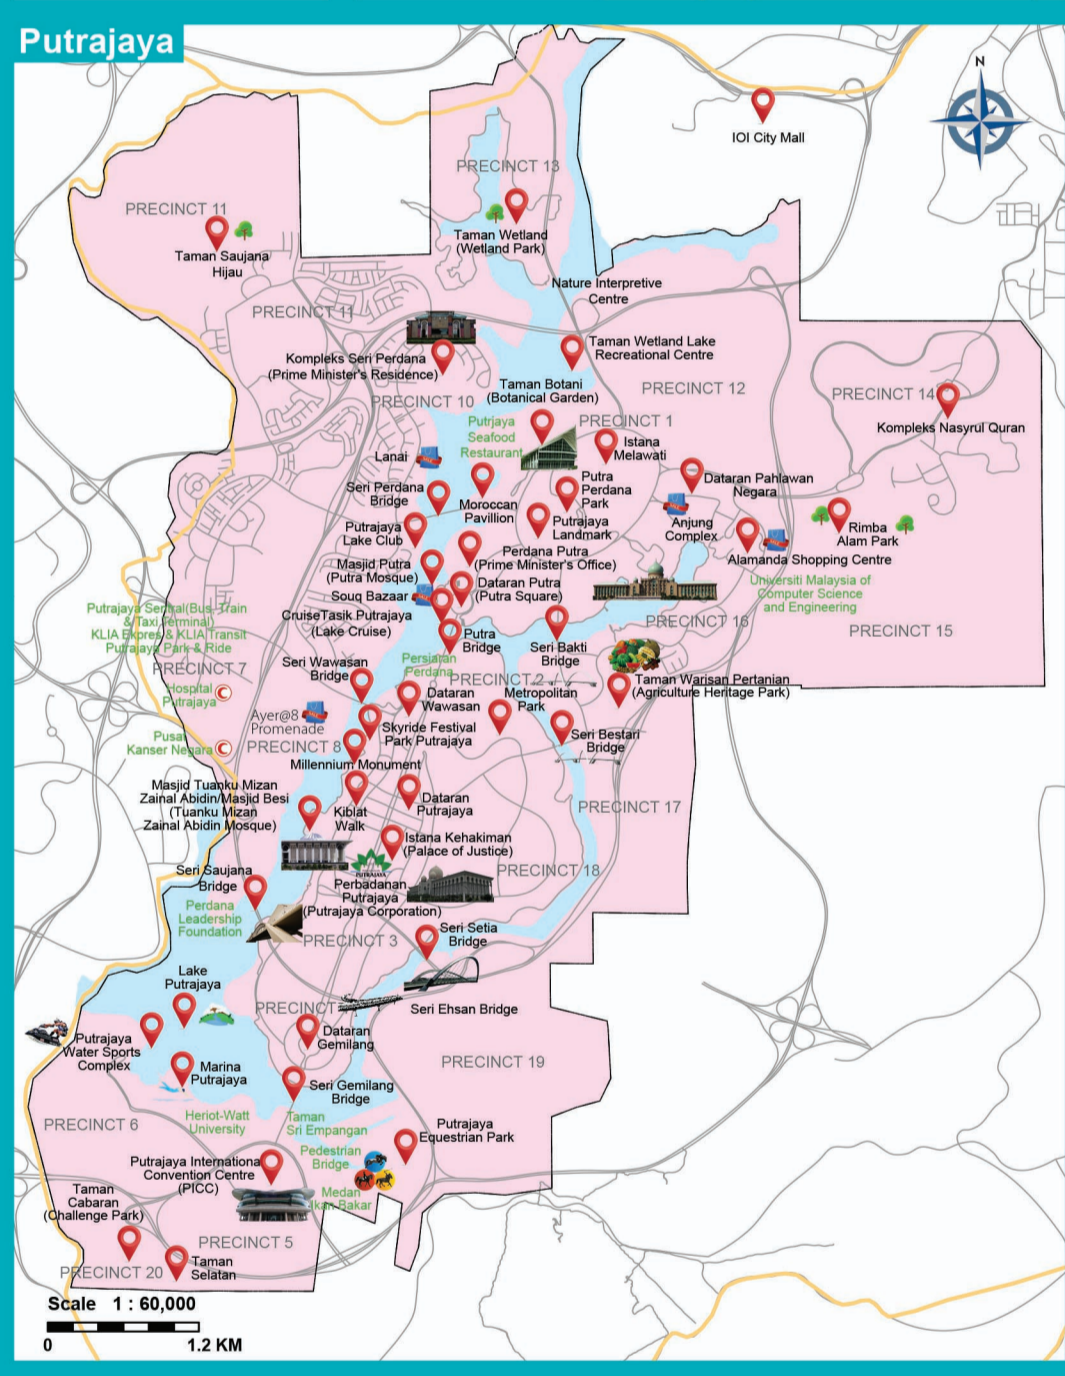 Putrajaya
N
IOI City Mall
PRECINCT 13
PRECINCT 11
Taman Wetland
(Wetland Park)
Taman Saujana
Hijau
Nature Interpretive
Centre
PRECINCT 11
Taman Wetland Lake
Recreational Centre
Kompleks Seri Perdana
(Prime Minister's Residence)
Taman Botani
(Botanical Garden)
PRECINCT 12
PRECINCT 14
PRECINCT 10
Kompleks Nasyrul Quran
Putrjaya
Seafood
Restaurant
PRECINCT 1
Istana
Melawati
Lanai
Dataran Pahlawan
Negara
Seri Perdana
Bridge
Moroccan
Pavillion
Putra
Perdana
Park
Putrajaya
Lake Club
Putrajaya
Landmark
Anjung
Complex
Rimba
Alam Park
Perdana Putra
(Prime Minister's Office)
Alamanda Shopping Centre
Masjid Putra
(Putra Mosque)
Dataran Putra
(Putra Square)
Universiti Malaysia of
Computer Science
and Engineering
Souq Bazaar
CruiseTasik Putrajaya
(Lake Cruise)
Putrajaya Sentral(Bus, Train
& Taxi Terminal)
KLIA Ekpres & KLIA Transit
Putrajaya Park & Ride
Putra
Bridge
Seri Bakti
Bridge
PRECINCT 16
PRECINCT 15
PRECINCT 7
Seri Wawasan
Bridge
Persiaran
Perdana
PRECINCT 2
Taman Warisan Pertanian
(Agriculture Heritage Park)
Hospital
Putrajaya
Dataran
Wawasan
Metropolitan
Park
Ayer@8
Promenade
Skyride Festival
Park Putrajaya
Seri Bestari
Bridge
Pusat
Kanser Negara
PRECINCT 8
Millennium Monument
Masjid Tuanku Mizan
Zainal Abidin/Masjid Besi
(Tuanku Mizan
Zainal Abidin Mosque)
Kiblat
Walk
Dataran
Putrajaya
PRECINCT 17
Istana Kehakiman
(Palace of Justice)
PUTRAJAYA
Seri Saujana
Bridge
Perbadanan
Putrajaya
(Putrajaya Corporation)
PRECINCT 18
Perdana
Leadership
Foundation
PRECINCT 3
Seri Setia
Bridge
Lake
Putrajaya
PRECINCT
Seri Ehsan Bridge
Putrajaya
Water Sports
Complex
Dataran
Gemilang
Marina
Putrajaya
PRECINCT 19
Seri Gemilang
Bridge
PRECINCT 6
Heriot-Watt
University
Taman
Sri Empangan
Putrajaya
Equestrian Park
Pedestrian
Bridge
Putrajaya Internationa
Convention Centre
(PICC)
Taman
Cabaran
(Challenge Park)
Medan
Ikan Bakar
PRECINCT 5
Taman
Selatan
PRECINCT 20
Scale 1 : 60,000
0 1.2 KM